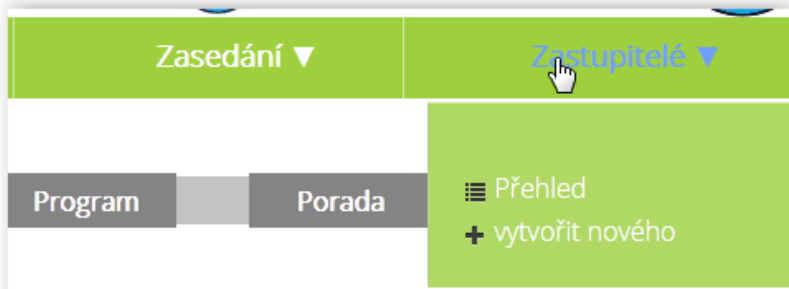 Zasedání ▼
Zastupitelé ▼
Program
Porada
Přehled
vytvořit nového